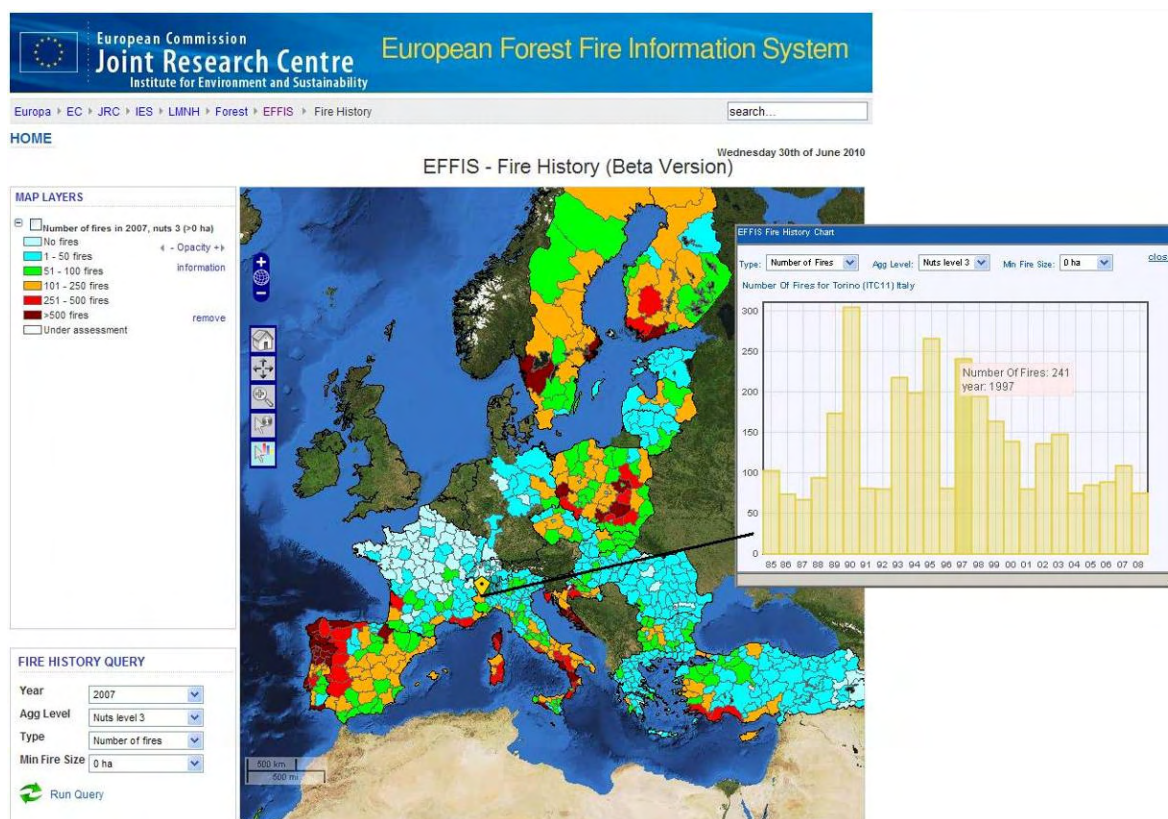 European Commission
Joint Research Centre
Institute for Environment and Sustainability
European Forest Fire Information System
Europa EC JRC IES LMNH Forest EFFIS Fire History
search...
HOME
Wednesday 30th of June 2010
EFFIS - Fire History (Beta Version)
MAP LAYERS
Number of fires in 2007, nuts 3 (>0 ha)
No fires
1 - 50 fires
- Opacity +
51 - 100 fires
information
101 - 250 fires
251 - 500 fires
>500 fires
remove
Under assessment
EFFIS Fire History Chart
Type: Number of Fires Agg Level: Nuts level 3 Min Fire Size: 0 ha
clos
Number Of Fires for Torino (ITC11) Italy
300
250
200
150
100
50
0
Number Of Fires: 241
year: 1997
85 86 87 88 89 90 91 92 93 94 95 96 97 98 99 00 01 02 03 04 05 06 07 08
FIRE HISTORY QUERY
Year 2007
Agg Level Nuts level 3
Type Number of fires
Min Fire Size 0 ha
Run Query
500 km
500 mi